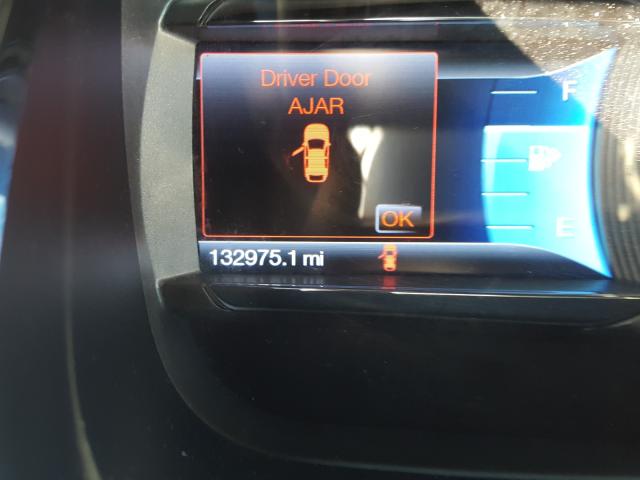 Driver Door
AJAR
OK
F
E
132975.1 mi